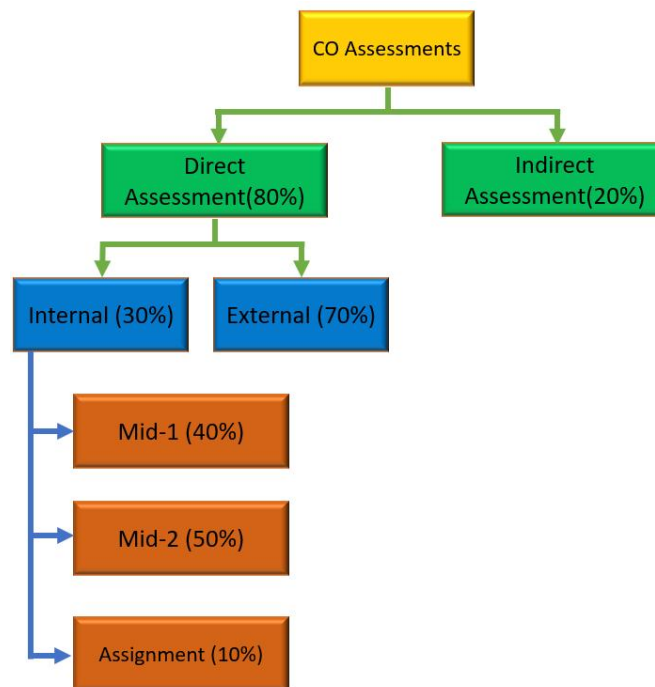 CO Assessments
Direct
Assessment(80%)
Indirect
Assessment(20%)
Internal (30%)
External (70%)
Mid-1 (40%)
Mid-2 (50%)
Assignment (10%)